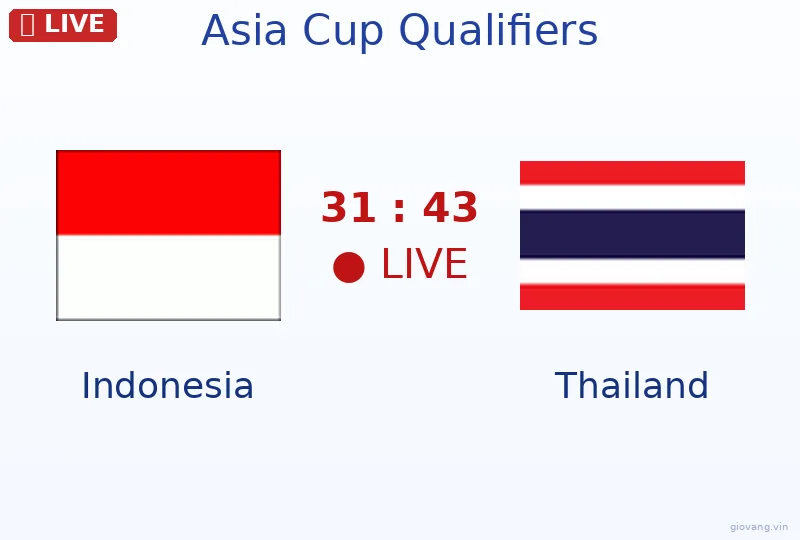 LIVE
Asia Cup Qualifiers
31 : 43
● LIVE
Indonesia
Thailand
giovang.vin